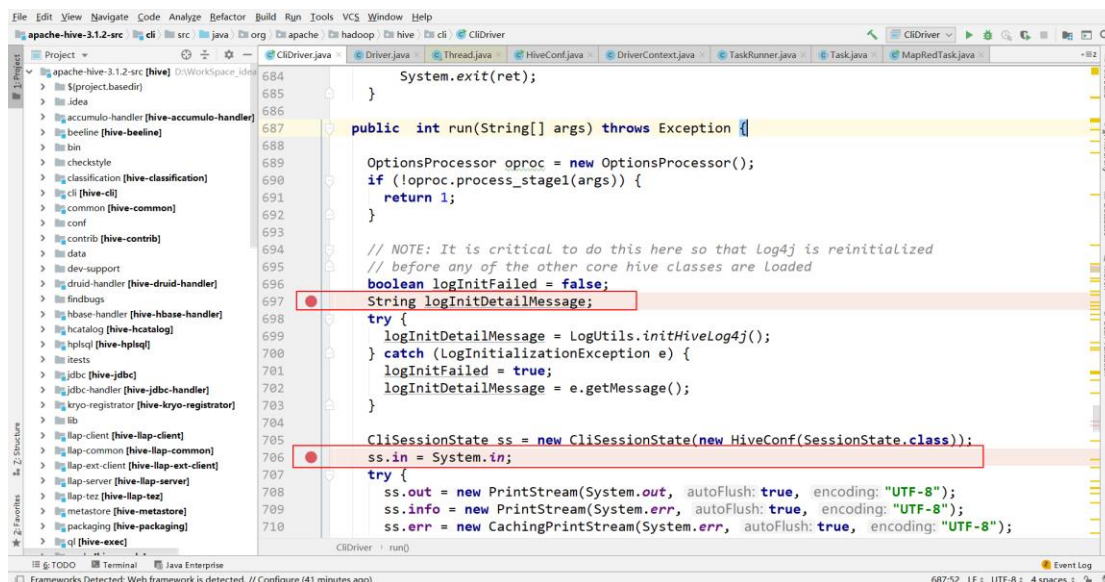 File Edit View Navigate Code Analyze Refactor Build Run Tools VCS Window Help
apache-hive-3.1.2-src cli src java org apache hadoop hive cli CliDriver CliDriver
Project CliDriver.java Driver.java Thread.java HiveConf.java DriverContext.java TaskRunner.java Task.java MapRedTask.java
1: Project
apache-hive-3.1.2-src [hive] D:\WorkSpace_idea
${project.basedir}
.idea
accumulo-handler [hive-accumulo-handler]
beeline [hive-beeline]
bin
checkstyle
classification [hive-classification]
cli [hive-cli]
common [hive-common]
conf
contrib [hive-contrib]
data
dev-support
druid-handler [hive-druid-handler]
findbugs
hbase-handler [hive-hbase-handler]
hcatalog [hive-hcatalog]
hplsql [hive-hplsql]
itests
jdbc [hive-jdbc]
jdbc-handler [hive-jdbc-handler]
kryo-registrator [hive-kryo-registrator]
lib
llap-client [hive-llap-client]
llap-common [hive-llap-common]
llap-ext-client [hive-llap-ext-client]
llap-server [hive-llap-server]
llap-tez [hive-llap-tez]
metastore [hive-metastore]
packaging [hive-packaging]
ql [hive-exec]
Z: Structure
2: Favorites
684 System.exit(ret);
685 }
686
687 public int run(String[] args) throws Exception {
688
689 OptionsProcessor oproc = new OptionsProcessor();
690 if (!oproc.process_stage1(args)) {
691 return 1;
692 }
693
694 // NOTE: It is critical to do this here so that log4j is reinitialized
695 // before any of the other core hive classes are loaded
696 boolean logInitFailed = false;
697 String logInitDetailMessage;
698 try {
699 logInitDetailMessage = LogUtils.initHiveLog4j();
700 } catch (LogInitializationException e) {
701 logInitFailed = true;
702 logInitDetailMessage = e.getMessage();
703 }
704
705 CliSessionState ss = new CliSessionState(new HiveConf(SessionState.class));
706 ss.in = System.in;
707 try {
708 ss.out = new PrintStream(System.out, autoFlush: true, encoding: "UTF-8");
709 ss.info = new PrintStream(System.err, autoFlush: true, encoding: "UTF-8");
710 ss.err = new CachingPrintStream(System.err, autoFlush: true, encoding: "UTF-8");
CliDriver › run()
6: TODO Terminal Java Enterprise Event Log
Frameworks Detected: Web framework is detected. // Configure (41 minutes ago) 687:52 LF UTF-8 4 spaces